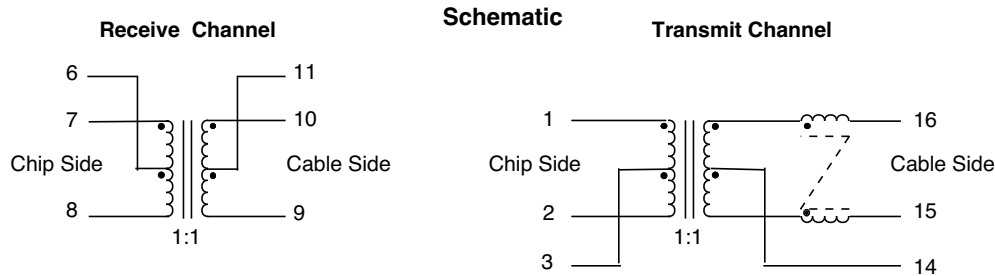 Schematic
Receive Channel
Transmit Channel
6
11
7
10
1
16
Chip Side
Cable Side
Chip Side
Cable Side
8
9
2
15
1:1
1:1
3
14